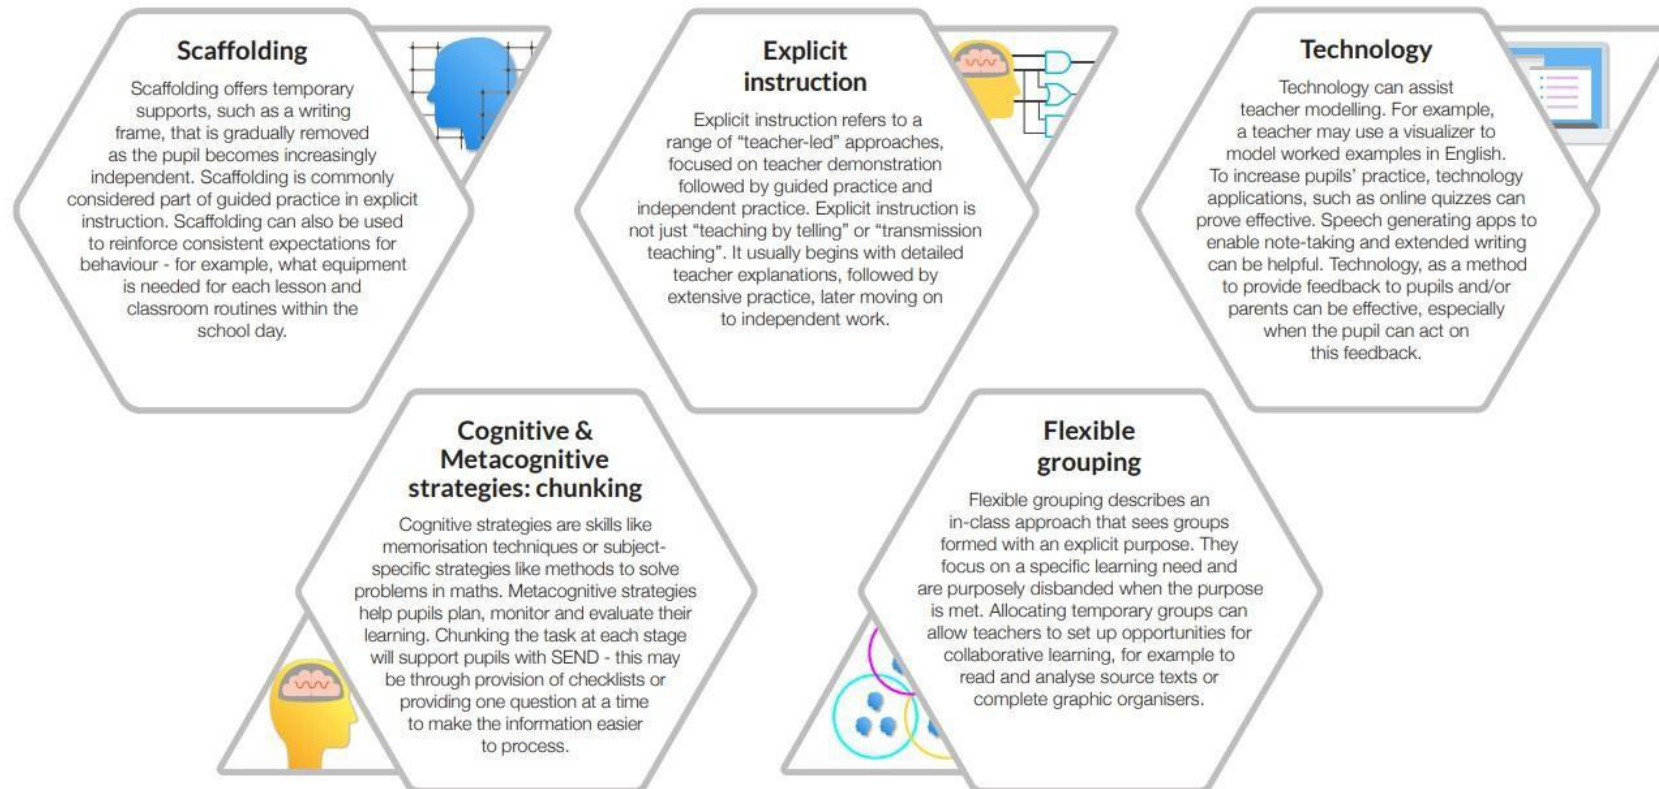 Scaffolding
Scaffolding offers temporary
supports, such as a writing
frame, that is gradually removed
as the pupil becomes increasingly
independent. Scaffolding is commonly
considered part of guided practice in explicit
instruction. Scaffolding can also be used
to reinforce consistent expectations for
behaviour - for example, what equipment
is needed for each lesson and
classroom routines within the
school day.
Explicit
instruction
Explicit instruction refers to a
range of “teacher-led” approaches,
focused on teacher demonstration
followed by guided practice and
independent practice. Explicit instruction is
not just “teaching by telling” or “transmission
teaching”. It usually begins with detailed
teacher explanations, followed by
extensive practice, later moving on
to independent work.
Technology
Technology can assist
teacher modelling. For example,
a teacher may use a visualizer to
model worked examples in English.
To increase pupils’ practice, technology
applications, such as online quizzes can
prove effective. Speech generating apps to
enable note-taking and extended writing
can be helpful. Technology, as a method
to provide feedback to pupils and/or
parents can be effective, especially
when the pupil can act on
this feedback.
Cognitive &
Metacognitive
strategies: chunking
Cognitive strategies are skills like
memorisation techniques or subject-
specific strategies like methods to solve
problems in maths. Metacognitive strategies
help pupils plan, monitor and evaluate their
learning. Chunking the task at each stage
will support pupils with SEND - this may
be through provision of checklists or
providing one question at a time
to make the information easier
to process.
Flexible
grouping
Flexible grouping describes an
in-class approach that sees groups
formed with an explicit purpose. They
focus on a specific learning need and
are purposely disbanded when the purpose
is met. Allocating temporary groups can
allow teachers to set up opportunities for
collaborative learning, for example to
read and analyse source texts or
complete graphic organisers.